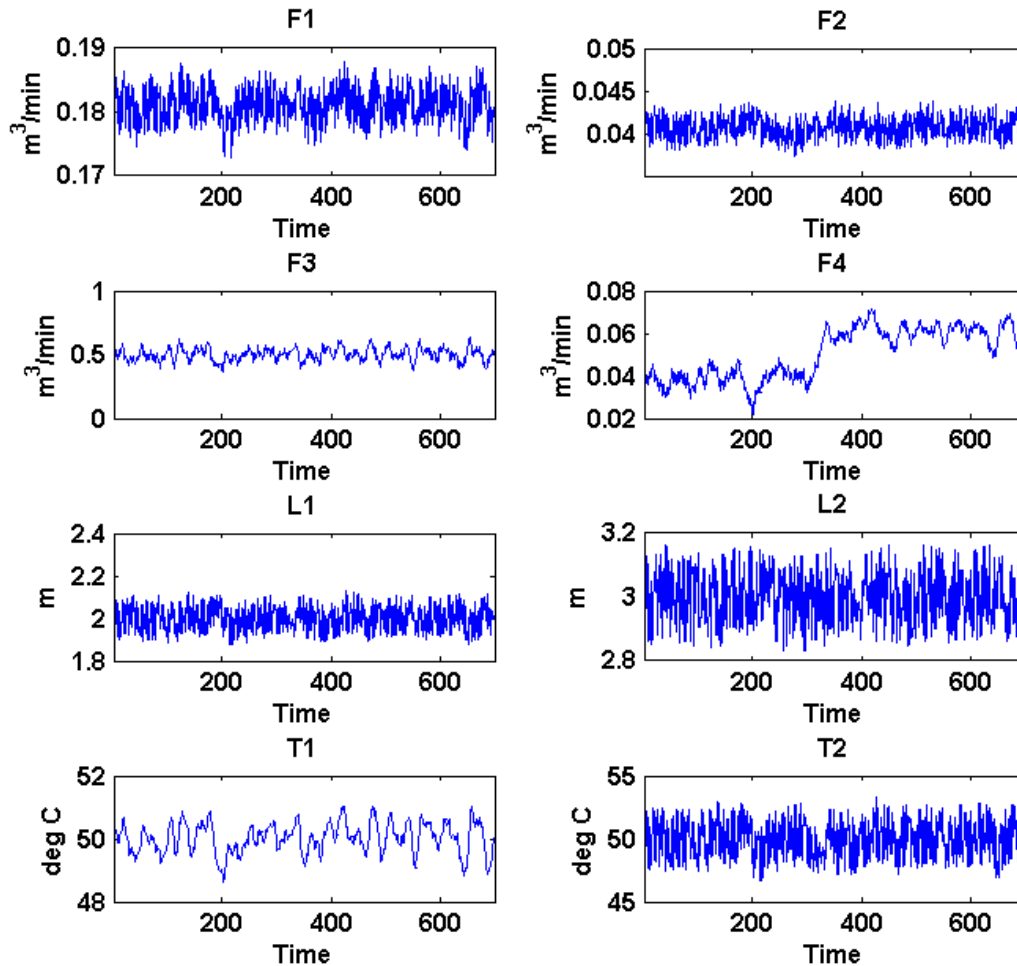 F1
0.19
0.18
0.17
m³/min
200
400
600
Time
F2
0.05
0.045
0.04
m³/min
200
400
600
Time
F3
1
0.5
0
m³/min
200
400
600
Time
F4
0.08
0.06
0.04
0.02
m³/min
200
400
600
Time
L1
2.4
2.2
2
1.8
m
200
400
600
Time
L2
3.2
3
2.8
m
200
400
600
Time
T1
52
50
48
deg C
200
400
600
Time
T2
55
50
45
deg C
200
400
600
Time